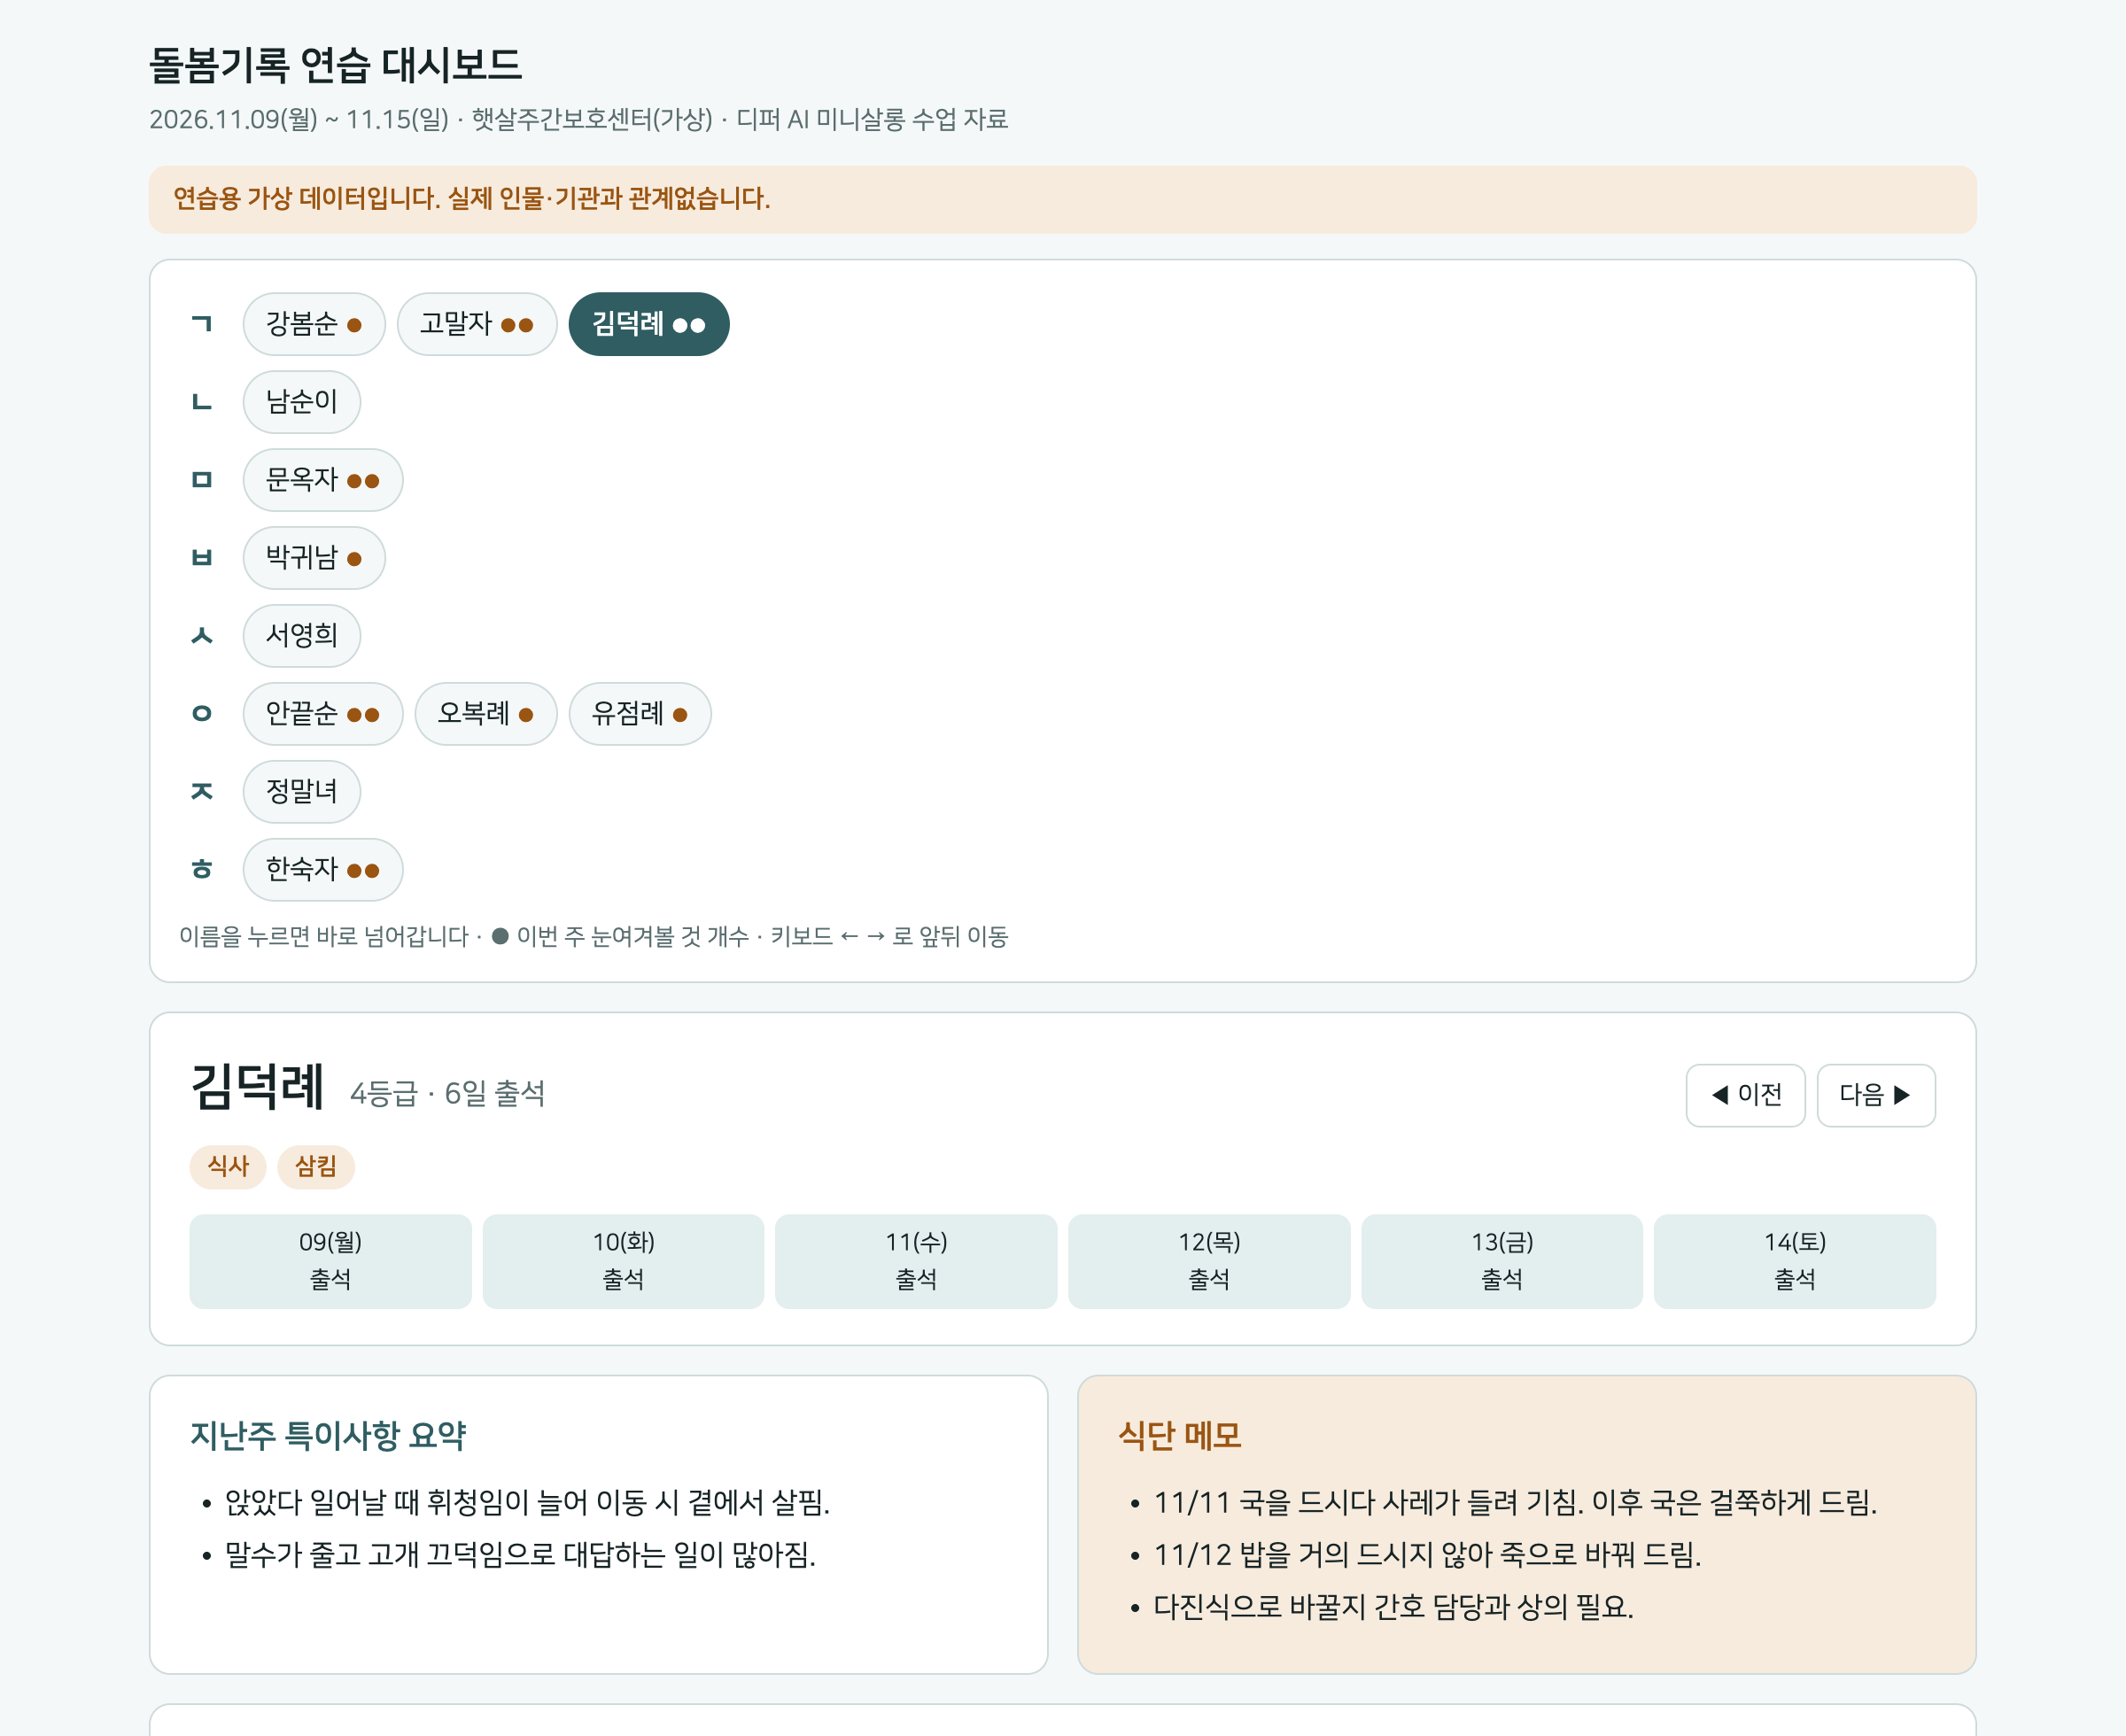 돌봄기록 연습 대시보드
2026.11.09(월) ~ 11.15(일) · 햇살주간보호센터(가상) · 디퍼 AI 미니살롱 수업 자료
연습용 가상 데이터입니다. 실제 인물·기관과 관계없습니다.
ㄱ 강봄순 ● 고말자 ●● 김덕례 ●●
ㄴ 남순이
ㅁ 문옥자 ●●
ㅂ 박귀남 ●
ㅅ 서영희
ㅇ 안끝순 ●● 오복례 ● 유점례 ●
ㅈ 정말녀
ㅎ 한숙자 ●●
이름을 누르면 바로 넘어갑니다 · ● 이번 주 눈여겨볼 것 개수 · 키보드 ← → 로 앞뒤 이동
김덕례 4등급 · 6일 출석 ◀ 이전 다음 ▶
식사 삼킴
09(월) 10(화) 11(수) 12(목) 13(금) 14(토)
출석 출석 출석 출석 출석 출석
지난주 특이사항 요약
• 앉았다 일어날 때 휘청임이 늘어 이동 시 곁에서 살핌.
• 말수가 줄고 고개 끄덕임으로 대답하는 일이 많아짐.
식단 메모
• 11/11 국을 드시다 사레가 들려 기침. 이후 국은 걸쭉하게 드림.
• 11/12 밥을 거의 드시지 않아 죽으로 바꿔 드림.
• 다진식으로 바꿀지 간호 담당과 상의 필요.